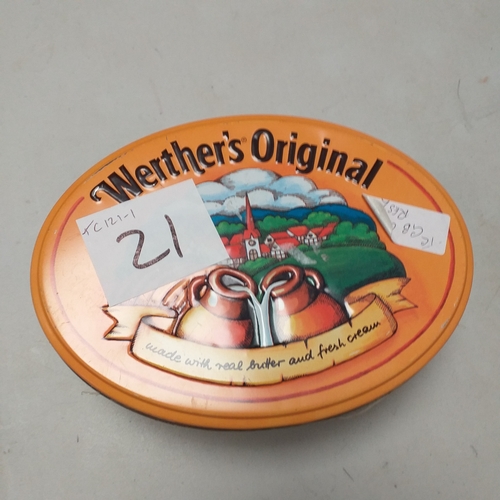 Werther's Original
TC121-1
21
made with real butter and fresh cream